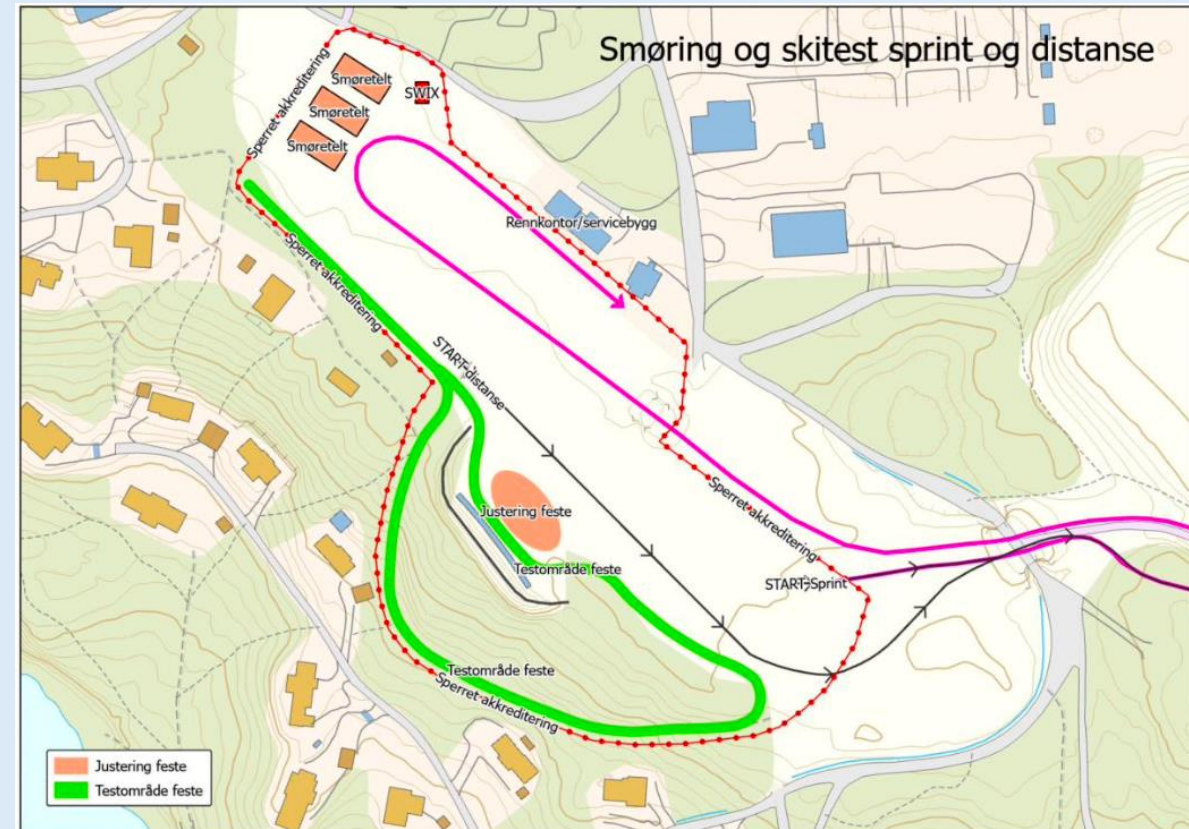 Smøring og skitest sprint og distanse
Smøretelt
SWIX
Smøretelt
Smøretelt
Sperret akkreditering
Rennkontor/servicebygg
Sperret akkreditering
START-distanse
Sperret akkreditering
Justering feste
Testområde feste
START-Sprint
Testområde feste
Sperret akkreditering
Justering feste
Testområde feste